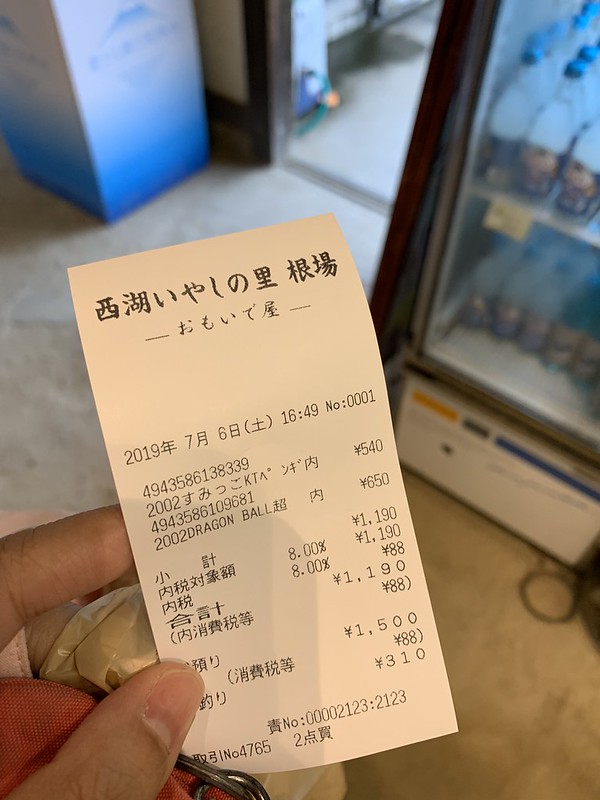 西湖いやしの里 根場
― おもいで屋 ―
2019年 7月 6日(土) 16:49 No:0001
4943586138339
2002すみっこKTﾍﾟﾝｷﾞ内 ¥540
4943586109681
2002DRAGON BALL超 内 ¥650
小　計 ¥1,190
内税対象額 8.00% ¥1,190
内税 8.00% ¥88
合計 ¥1,190
(内消費税等 ¥88)
預り ¥1,500
(消費税等 ¥88)
釣り ¥310
責No:00002123:2123
取引No4765 2点買